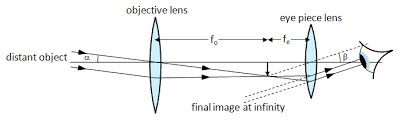 objective lens
eye piece lens
fₒ
fₑ
distant object
α
β
final image at infinity